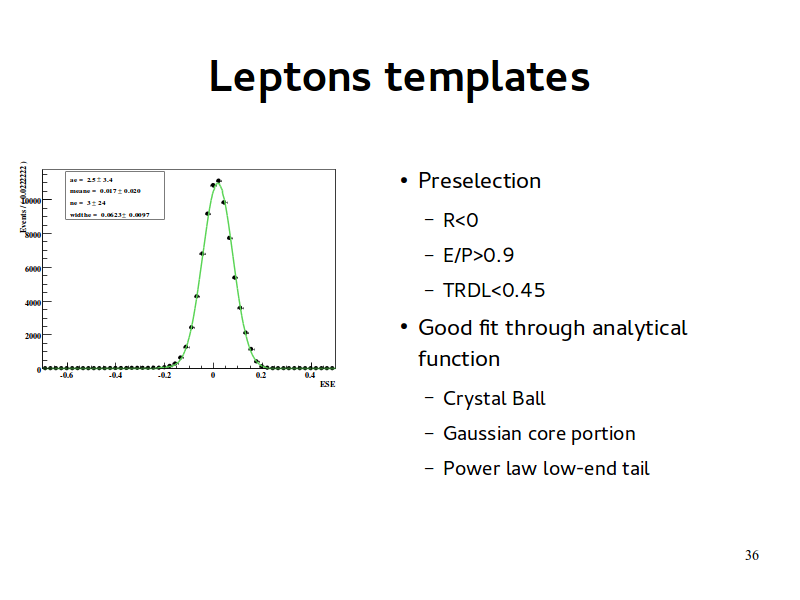 Leptons templates
Events / ( 0.0222222 )
ae = 2.5 ± 3.4
meane = 0.017 ± 0.020
ne = 3 ± 24
widthe = 0.0623 ± 0.0097
10000
8000
6000
4000
2000
0
-0.6 -0.4 -0.2 0 0.2 0.4
ESE
• Preselection
– R<0
– E/P>0.9
– TRDL<0.45
• Good fit through analytical
function
– Crystal Ball
– Gaussian core portion
– Power law low-end tail
36